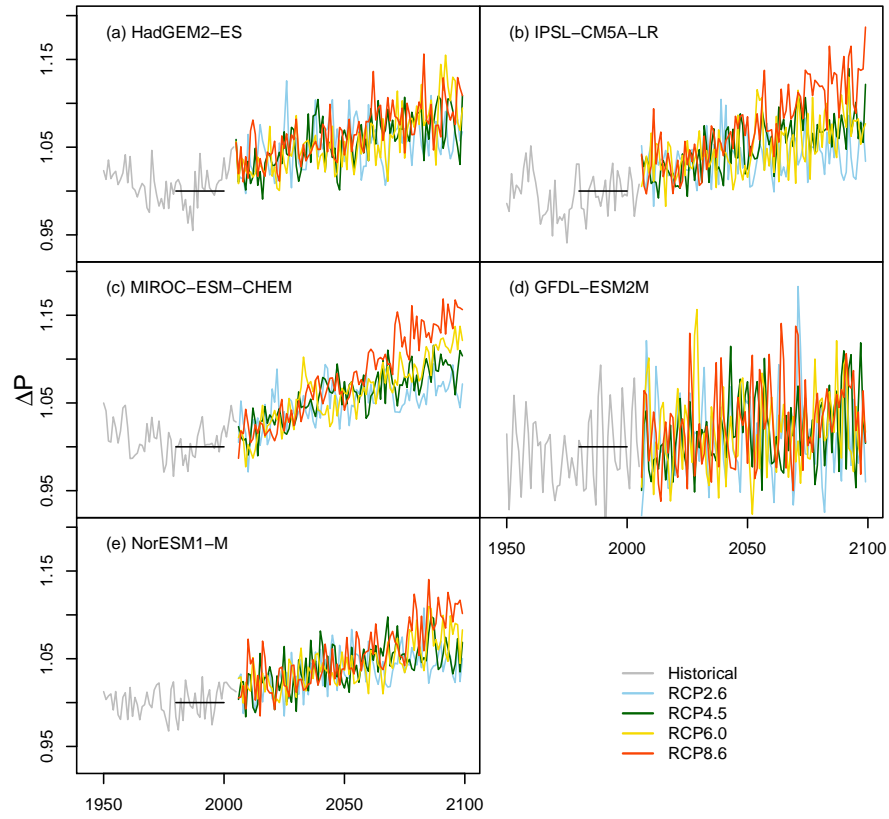 (a) HadGEM2−ES
(b) IPSL−CM5A−LR
0.95 1.05 1.15
(c) MIROC−ESM−CHEM
(d) GFDL−ESM2M
0.95 1.05 1.15
ΔP
1950 2000 2050 2100
(e) NorESM1−M
0.95 1.05 1.15
1950 2000 2050 2100
Historical
RCP2.6
RCP4.5
RCP6.0
RCP8.6